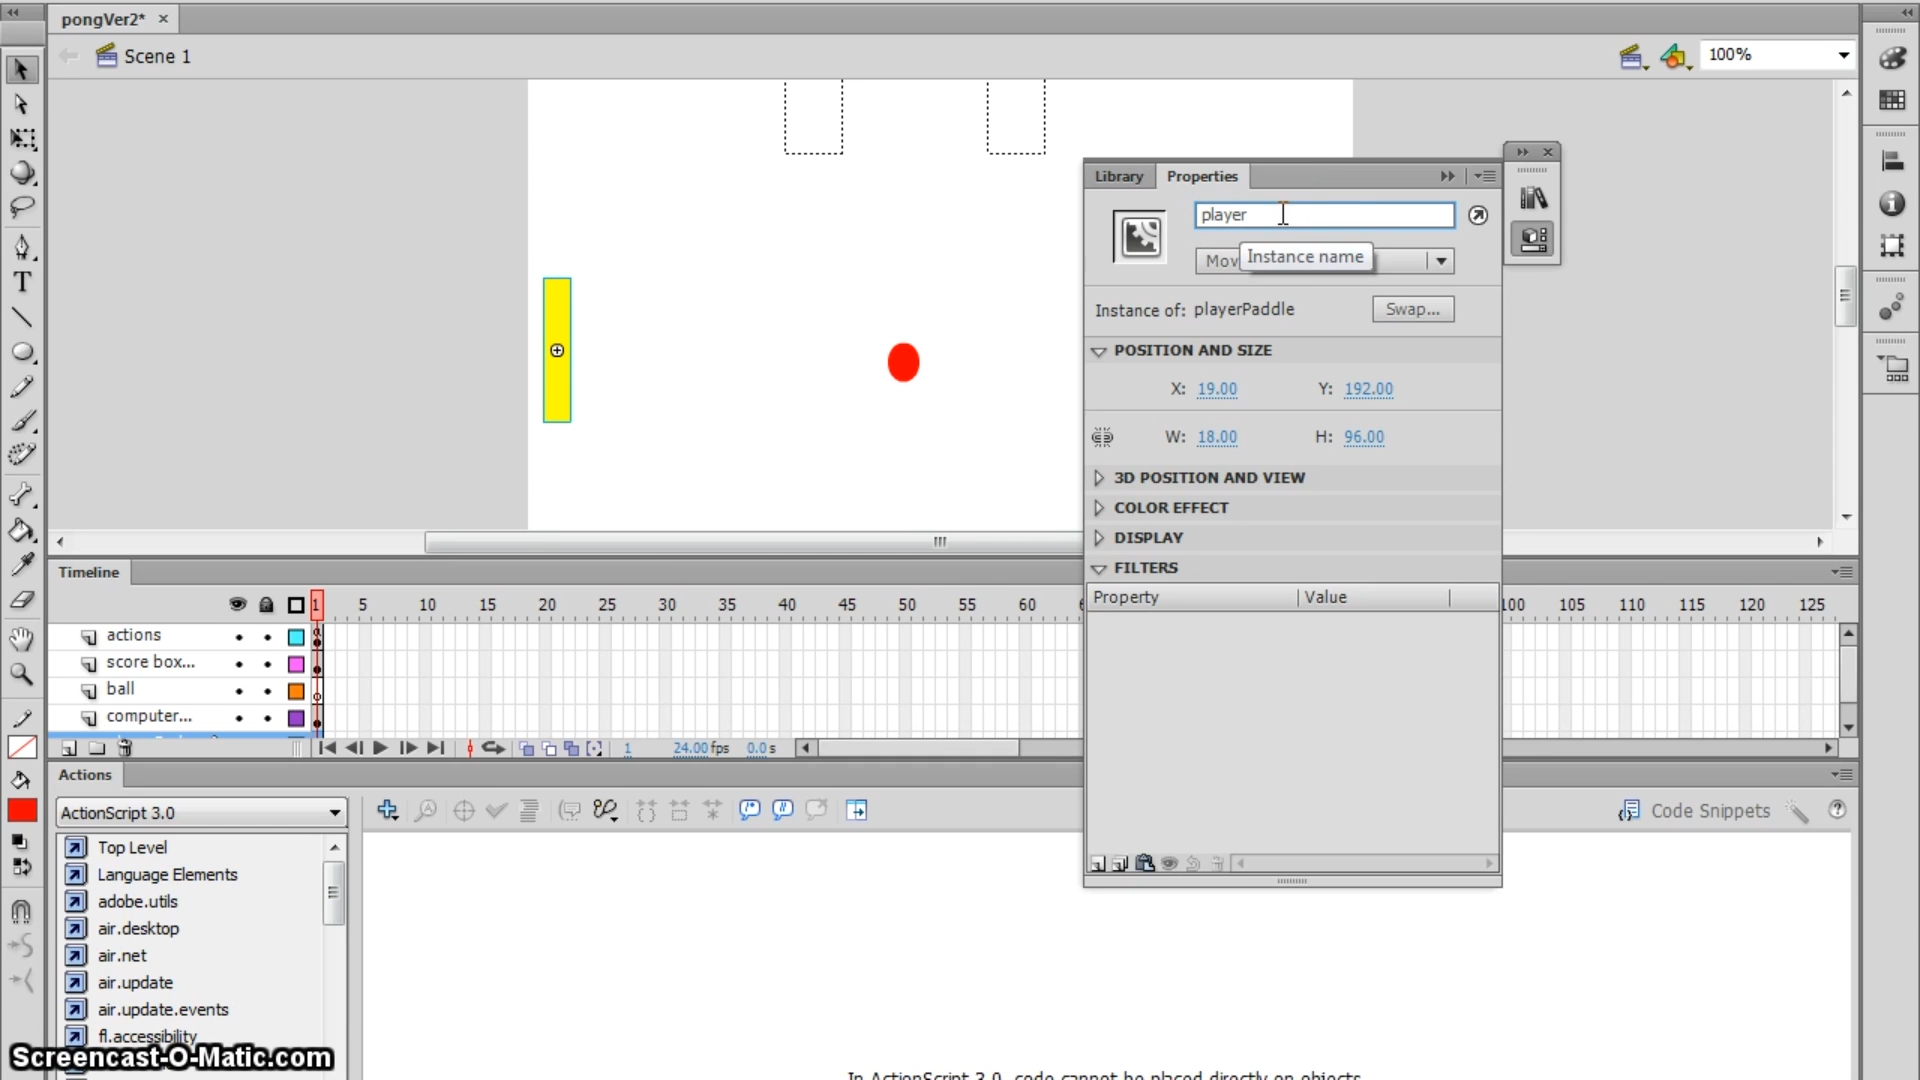 pongVer2*
Scene 1
100%
Library Properties
player
Mov
Instance name
Instance of: playerPaddle Swap...
POSITION AND SIZE
X: 19.00 Y: 192.00
W: 18.00 H: 96.00
3D POSITION AND VIEW
COLOR EFFECT
DISPLAY
FILTERS
Property Value
Timeline
1 5 10 15 20 25 30 35 40 45 50 55 60 100 105 110 115 120 125
actions
score box...
ball
computer...
1 24.00 fps 0.0 s
Actions
ActionScript 3.0
Code Snippets
Top Level
Language Elements
adobe.utils
air.desktop
air.net
air.update
air.update.events
fl.accessibility
In ActionScript 3.0, code cannot be placed directly on objects
Screencast-O-Matic.com